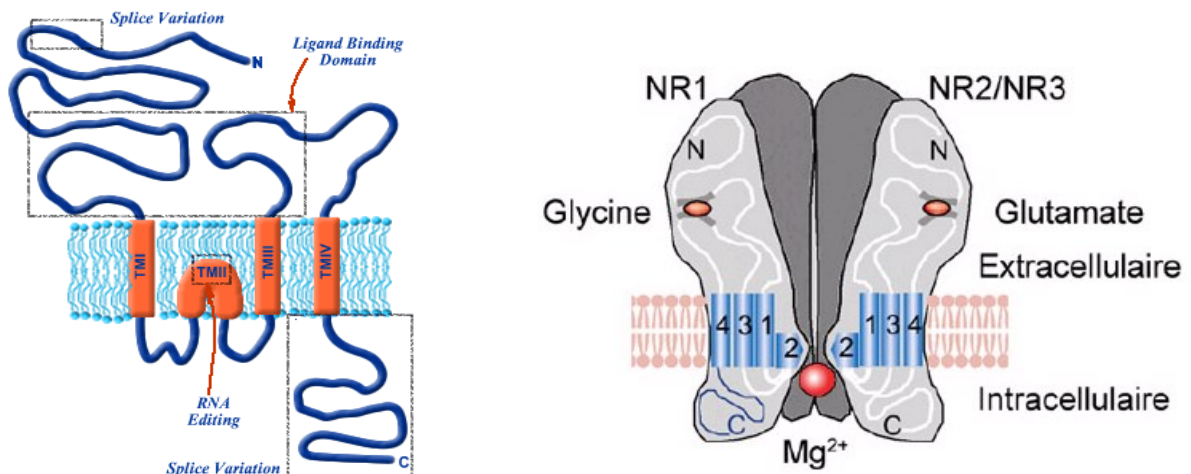 Splice Variation
N
Ligand Binding
Domain
TMI
TMII
TMIII
TMIV
RNA
Editing
Splice Variation
C
NR1
NR2/NR3
N
N
Glycine
Glutamate
Extracellulaire
4 3 1 2
2 1 3 4
Intracellulaire
C
C
Mg2+